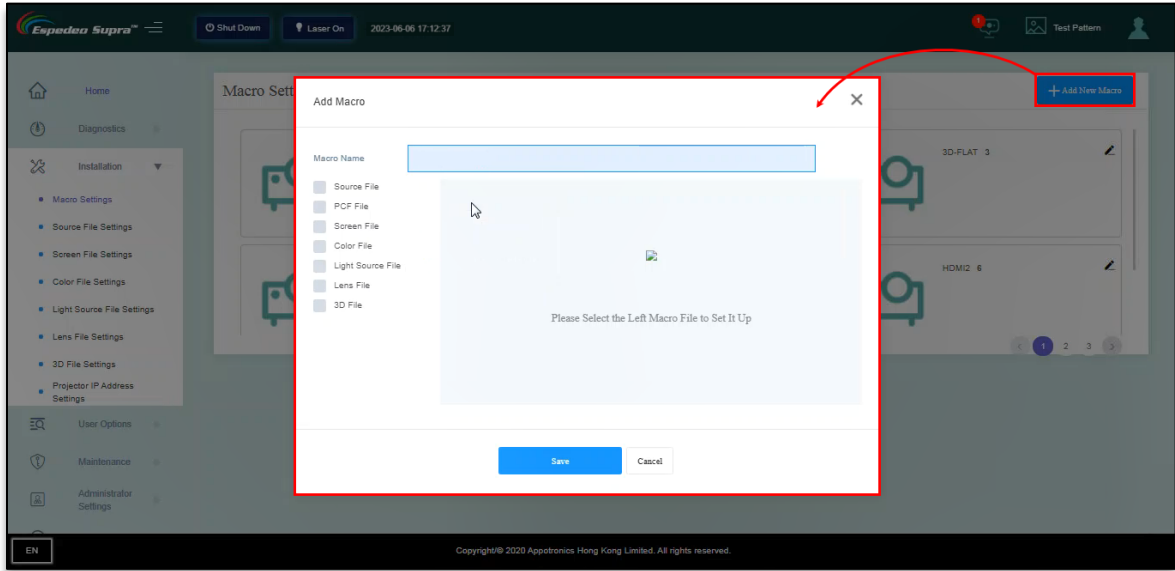 Espedeo Supra™
Shut Down
Laser On
2023-06-06 17:12:37
1
Test Pattern
Home
Diagnostics
Installation
Macro Settings
Source File Settings
Screen File Settings
Color File Settings
Light Source File Settings
Lens File Settings
3D File Settings
Projector IP Address
Settings
User Options
Maintenance
Administrator
Settings
Macro Sett
+ Add New Macro
3D-FLAT 3
HDMI2 6
< 1 2 3 >
Add Macro
Macro Name
Source File
PCF File
Screen File
Color File
Light Source File
Lens File
3D File
Please Select the Left Macro File to Set It Up
Save
Cancel
EN
Copyright/© 2020 Appotronics Hong Kong Limited. All rights reserved.